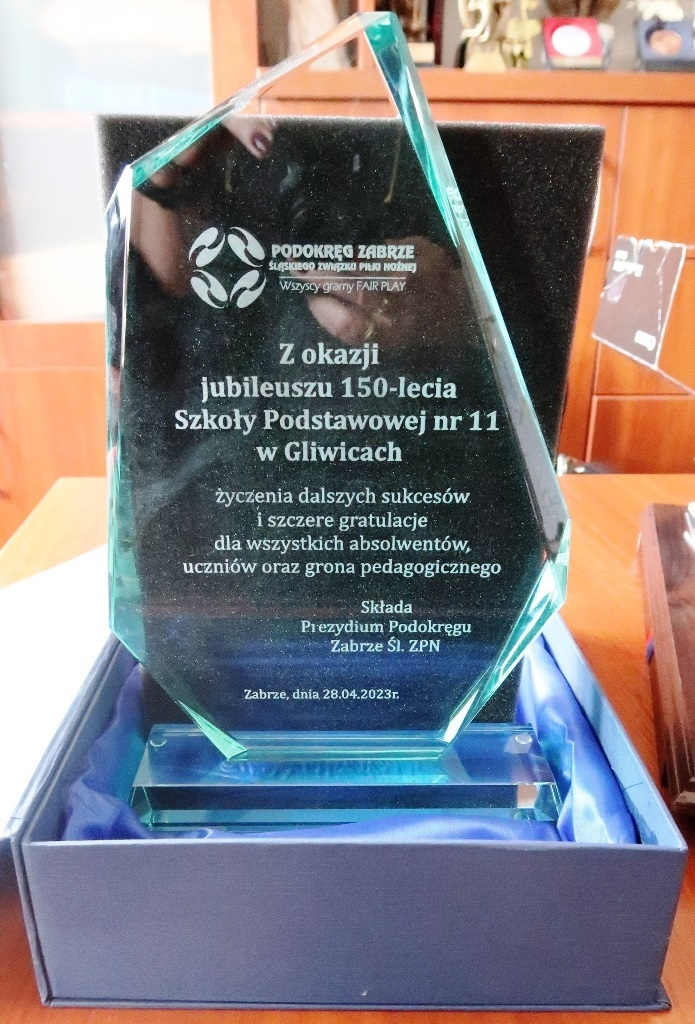 PODOKRĘG ZABRZE
ŚLĄSKIEGO ZWIĄZKU PIŁKI NOŻNEJ
Wszyscy gramy FAIR PLAY
Z okazji
jubileuszu 150-lecia
Szkoły Podstawowej nr 11
w Gliwicach
życzenia dalszych sukcesów
i szczere gratulacje
dla wszystkich absolwentów,
uczniów oraz grona pedagogicznego
Składa
Prezydium Podokręgu
Zabrze Śl. ZPN
Zabrze, dnia 28.04.2023r.